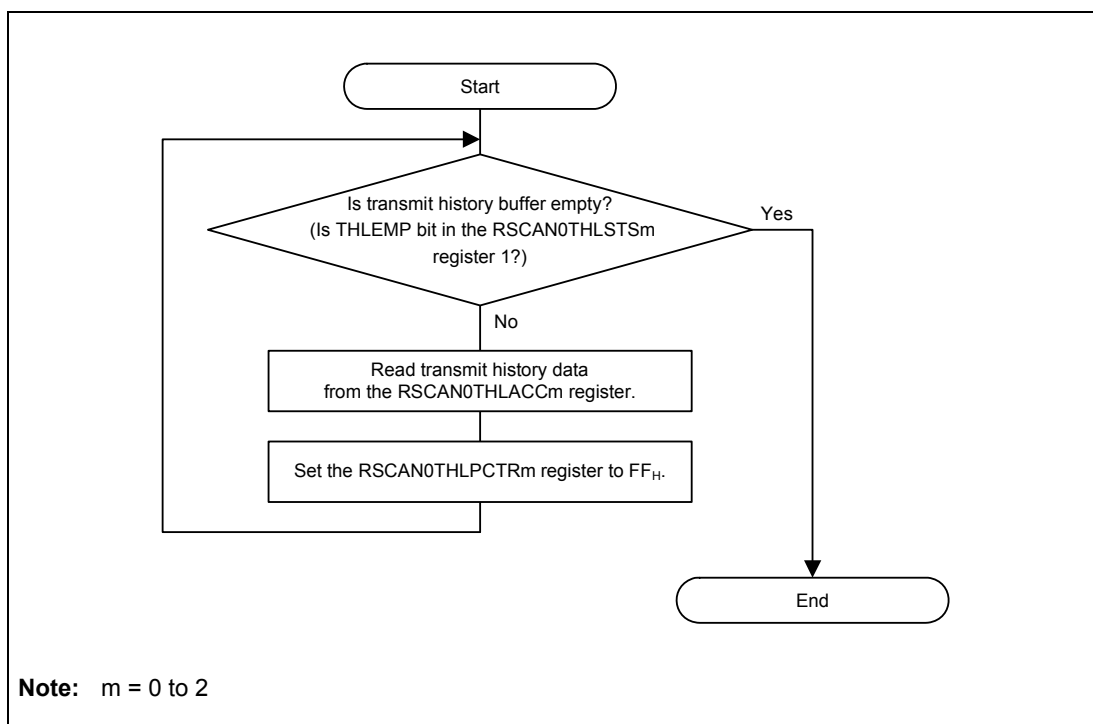 Start
Is transmit history buffer empty?
(Is THLEMP bit in the RSCAN0THLSTSm
register 1?)
Yes
No
Read transmit history data
from the RSCAN0THLACCm register.
Set the RSCAN0THLPCTRm register to FFH.
End
Note: m = 0 to 2